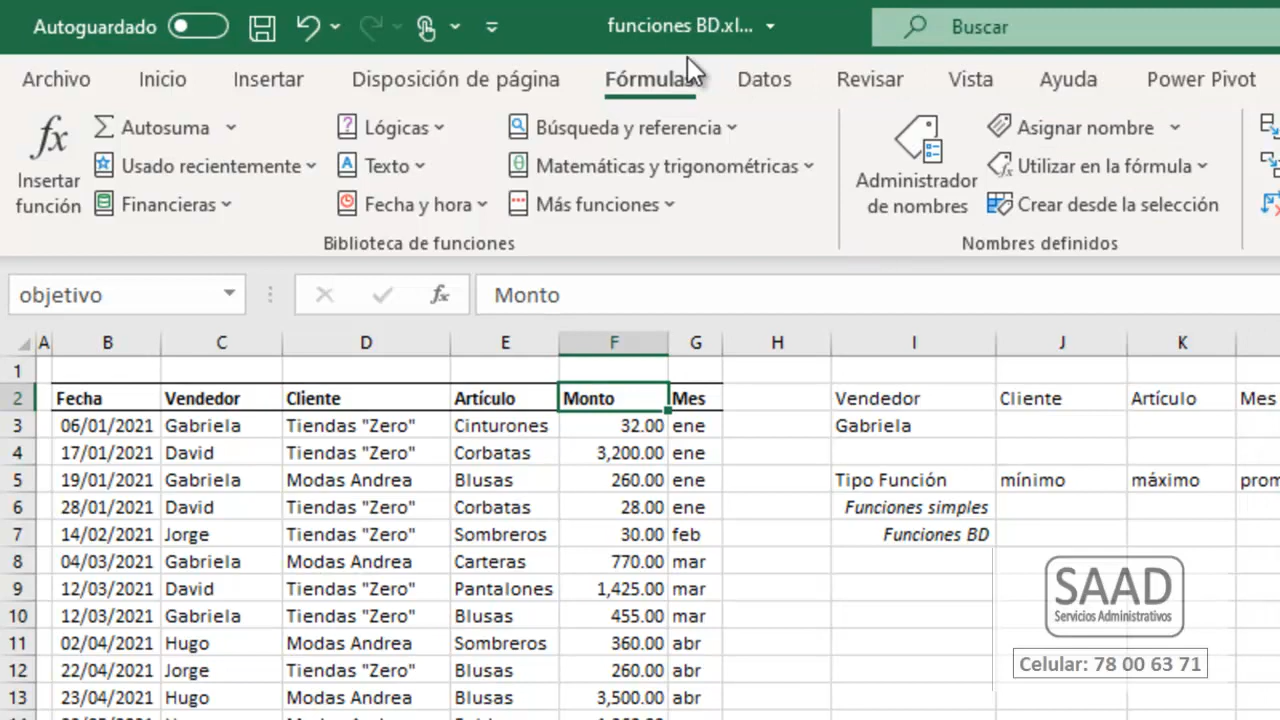 Autoguardado funciones BD.xl... Buscar
Archivo Inicio Insertar Disposición de página Fórmulas Datos Revisar Vista Ayuda Power Pivot
Insertar función
Autosuma
Usado recientemente
Financieras
Lógicas
Texto
Fecha y hora
Búsqueda y referencia
Matemáticas y trigonométricas
Más funciones
Biblioteca de funciones
Administrador de nombres
Asignar nombre
Utilizar en la fórmula
Crear desde la selección
Nombres definidos
objetivo fx Monto
A B C D E F G H I J K
1
2 Fecha Vendedor Cliente Artículo Monto Mes Vendedor Cliente Artículo Mes
3 06/01/2021 Gabriela Tiendas "Zero" Cinturones 32.00 ene Gabriela
4 17/01/2021 David Tiendas "Zero" Corbatas 3,200.00 ene
5 19/01/2021 Gabriela Modas Andrea Blusas 260.00 ene Tipo Función mínimo máximo
6 28/01/2021 David Tiendas "Zero" Corbatas 28.00 ene Funciones simples
7 14/02/2021 Jorge Tiendas "Zero" Sombreros 30.00 feb Funciones BD
8 04/03/2021 Gabriela Modas Andrea Carteras 770.00 mar
9 12/03/2021 David Tiendas "Zero" Pantalones 1,425.00 mar
10 12/03/2021 Gabriela Tiendas "Zero" Blusas 455.00 mar
11 02/04/2021 Hugo Modas Andrea Sombreros 360.00 abr
12 22/04/2021 Jorge Tiendas "Zero" Blusas 260.00 abr
13 23/04/2021 Hugo Modas Andrea 3,500.00 abr
SAAD
Servicios Administrativos
Celular: 78 00 63 71